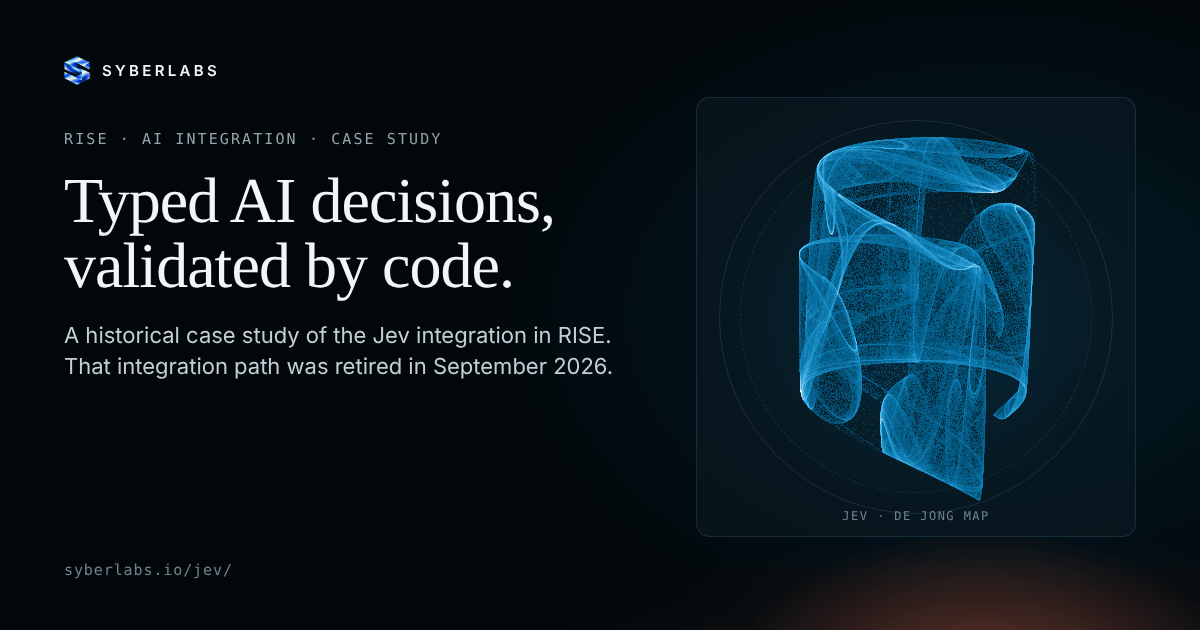 SYBERLABS
RISE · AI INTEGRATION · CASE STUDY
Typed AI decisions,
validated by code.
A historical case study of the Jev integration in RISE.
That integration path was retired in September 2026.
JEV · DE JONG MAP
syberlabs.io/jev/